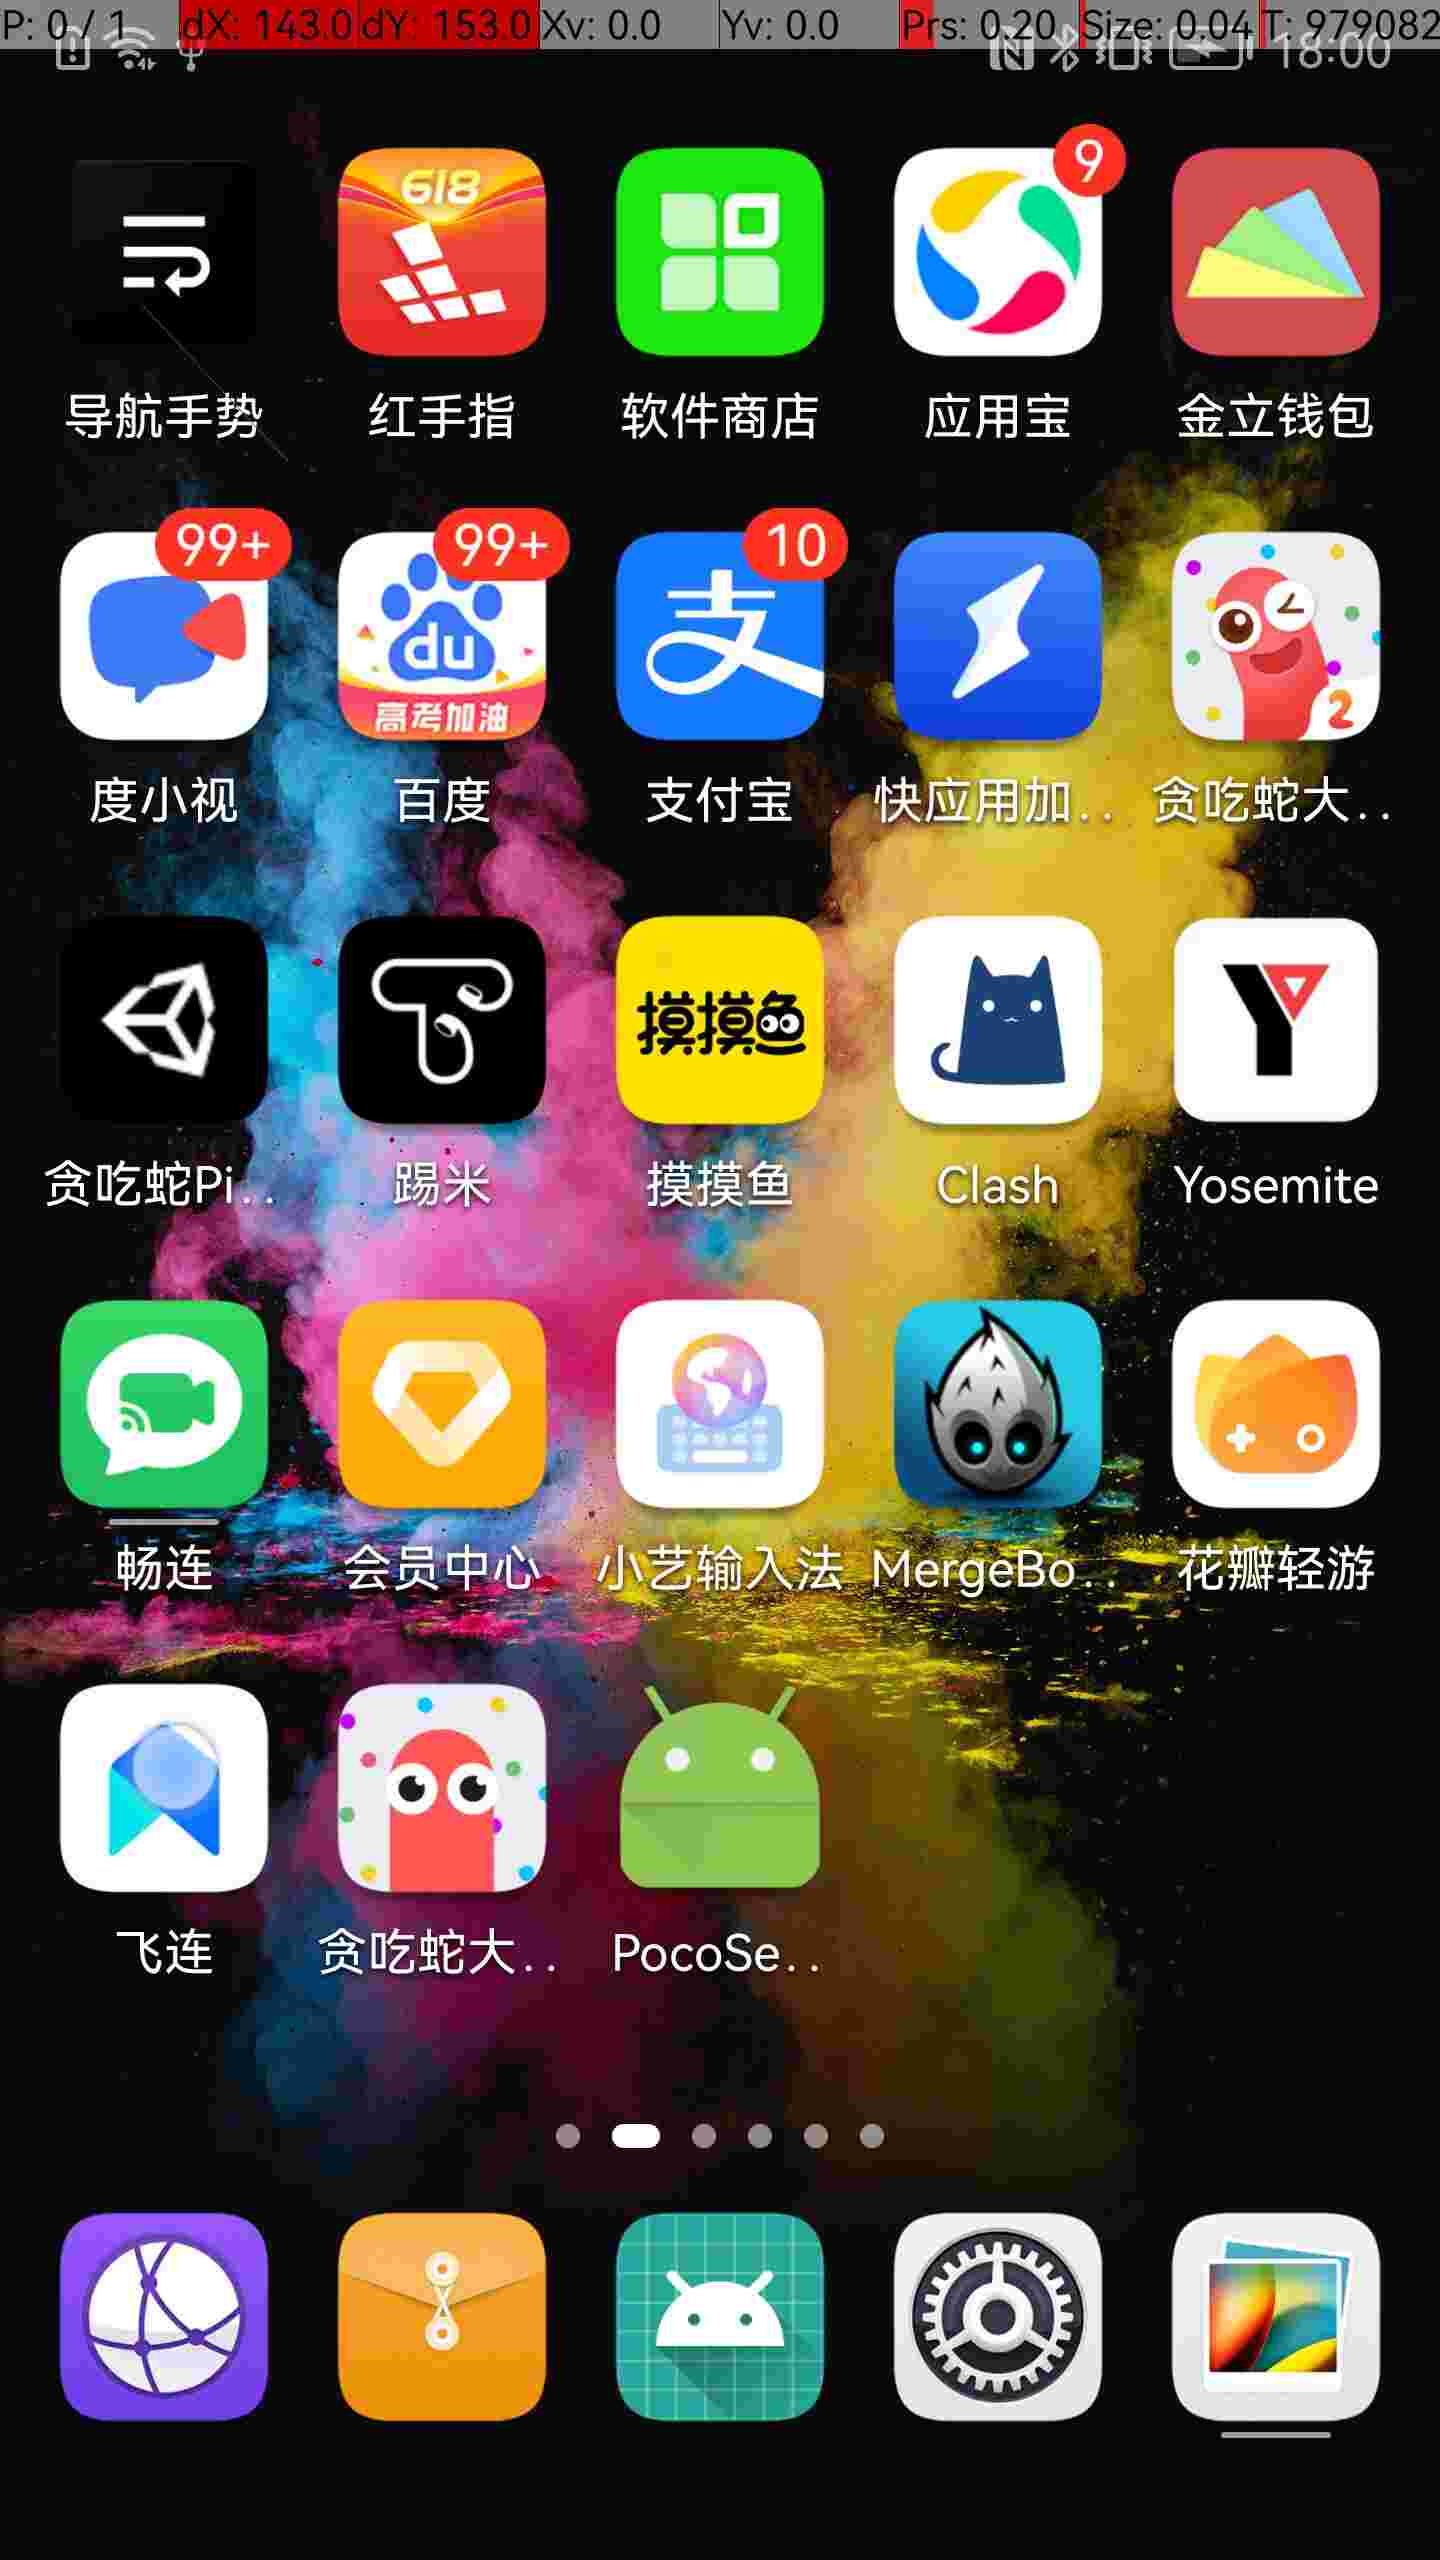 P: 0 / 1 dX: 143.0 dY: 153.0 Xv: 0.0 Yv: 0.0 Prs: 0.20 Size: 0.04 T: 979082
18:00
618
9
导航手势 红手指 软件商店 应用宝 金立钱包
99+ 99+ 10
du
支
高考加油
2
度小视 百度 支付宝 快应用加.. 贪吃蛇大..
摸摸鱼
贪吃蛇Pi.. 踢米 摸摸鱼 Clash Yosemite
畅连 会员中心 小艺输入法 MergeBo.. 花瓣轻游
飞连 贪吃蛇大.. PocoSe..